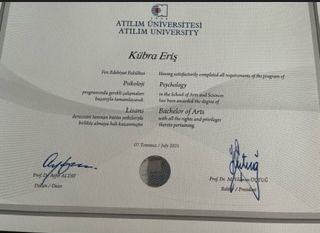 ATILIM ÜNİVERSİTESİ
ATILIM UNIVERSITY
Kübra Eriş
Fen Edebiyat Fakültesi
Psikoloji
programında gerekli çalışmaları
başarıyla tamamlayarak
Lisans
derecesini tanınan bütün yetkileriyle
birlikte almaya hak kazanmıştır.
Having satisfactorily completed all requirements of the program of
Psychology
in the School of Arts and Sciences
has been awarded the degree of
Bachelor of Arts
with all the rights and privileges
thereto pertaining.
07 Temmuz / July 2021
Prof. Dr.
Dekan / Dean
Prof. Dr.
Rektör / President